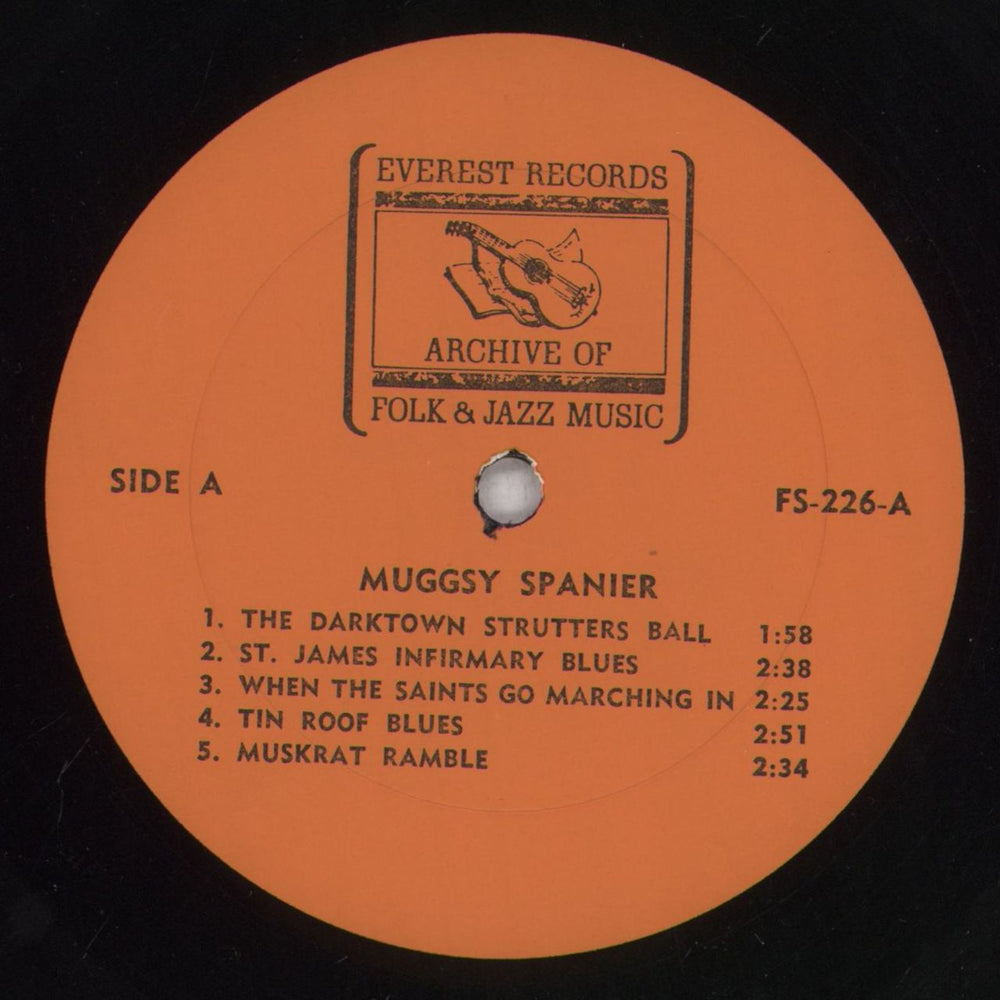 EVEREST RECORDS
ARCHIVE OF
FOLK & JAZZ MUSIC
SIDE A
FS-226-A
MUGGSY SPANIER
1. THE DARKTOWN STRUTTERS BALL 1:58
2. ST. JAMES INFIRMARY BLUES 2:38
3. WHEN THE SAINTS GO MARCHING IN 2:25
4. TIN ROOF BLUES 2:51
5. MUSKRAT RAMBLE 2:34